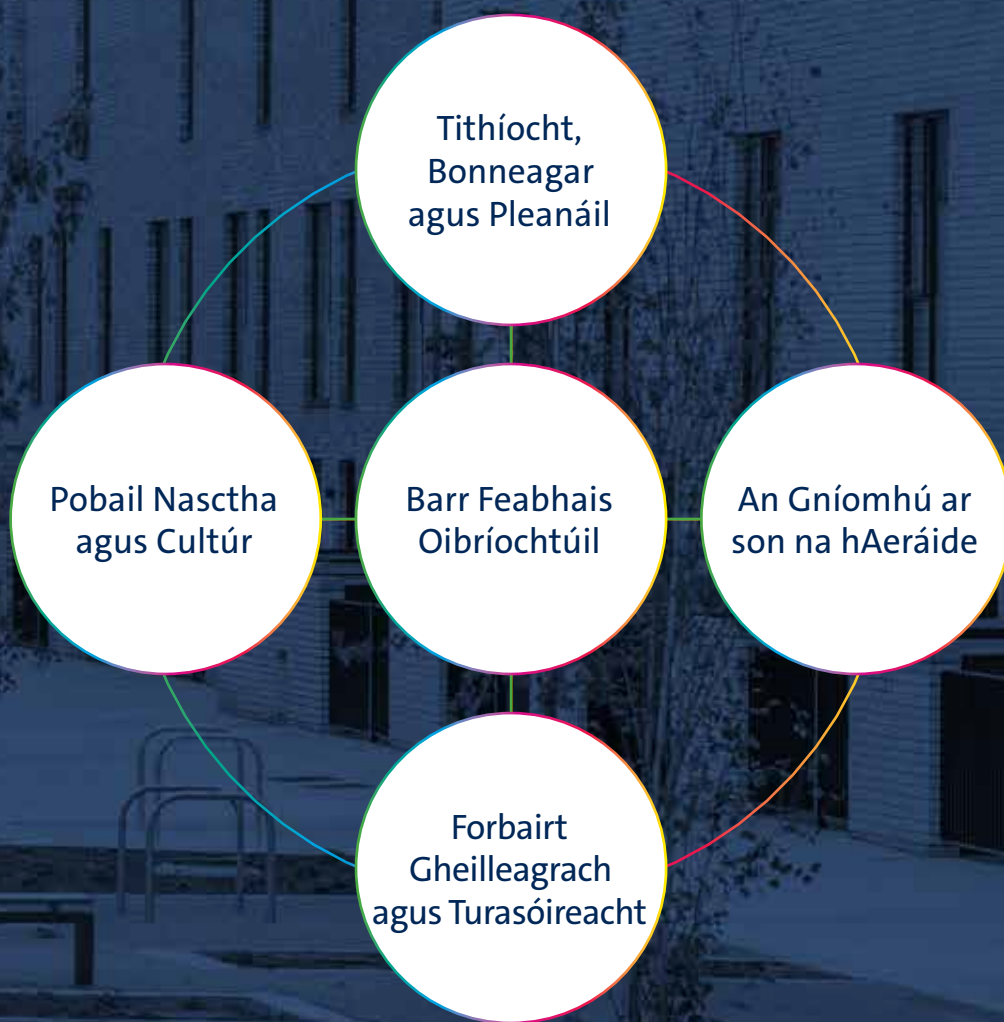 Tithíocht,
Bonneagar
agus Pleanáil
Pobail Nasctha
agus Cultúr
Barr Feabhais
Oibríochtúil
An Gníomhú ar
son na hAeráide
Forbairt
Gheilleagrach
agus Turasóireacht